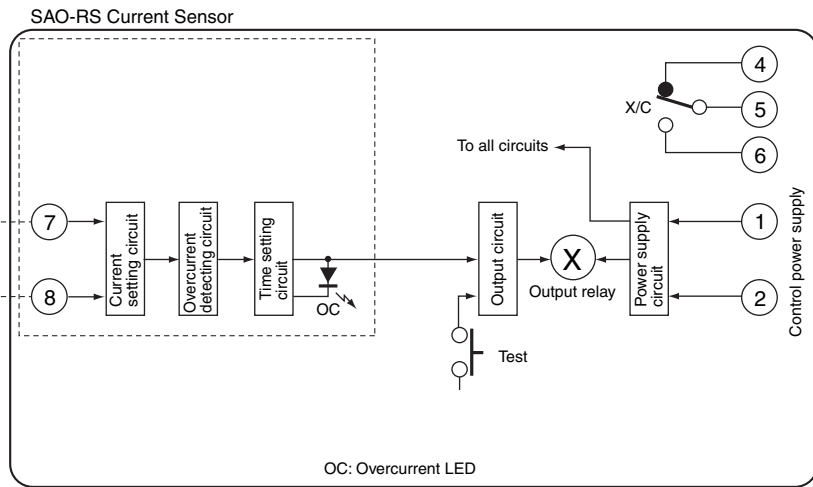 SAO-RS Current Sensor
4
X/C
5
To all circuits
6
7
Current
setting circuit
Overcurrent
detecting circuit
Time setting
circuit
Output circuit
X
Output relay
Power supply
circuit
1
Control power supply
8
OC
2
Test
OC: Overcurrent LED